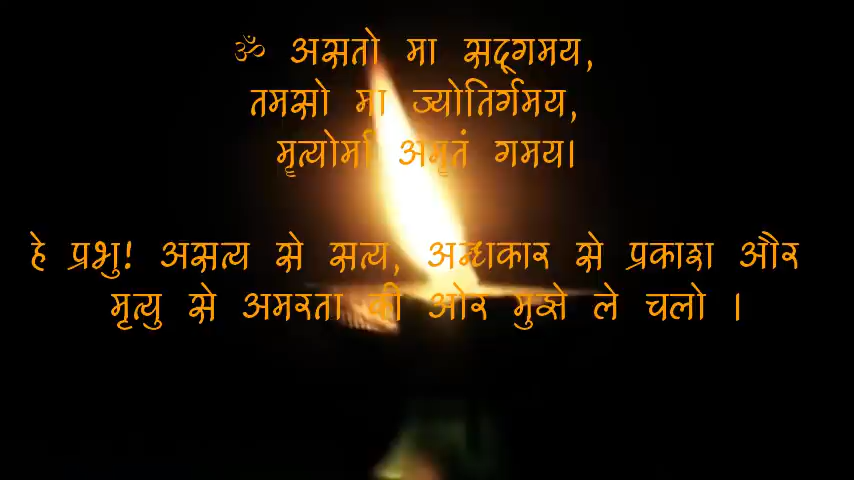 ॐ असतो मा सद्गमय,
तमसो मा ज्योतिर्गमय,
मृत्योर्मा अमृतं गमय।
हे प्रभु! असत्य से सत्य, अन्धकार से प्रकाश और
मृत्यु से अमरता की ओर मुझे ले चलो ।